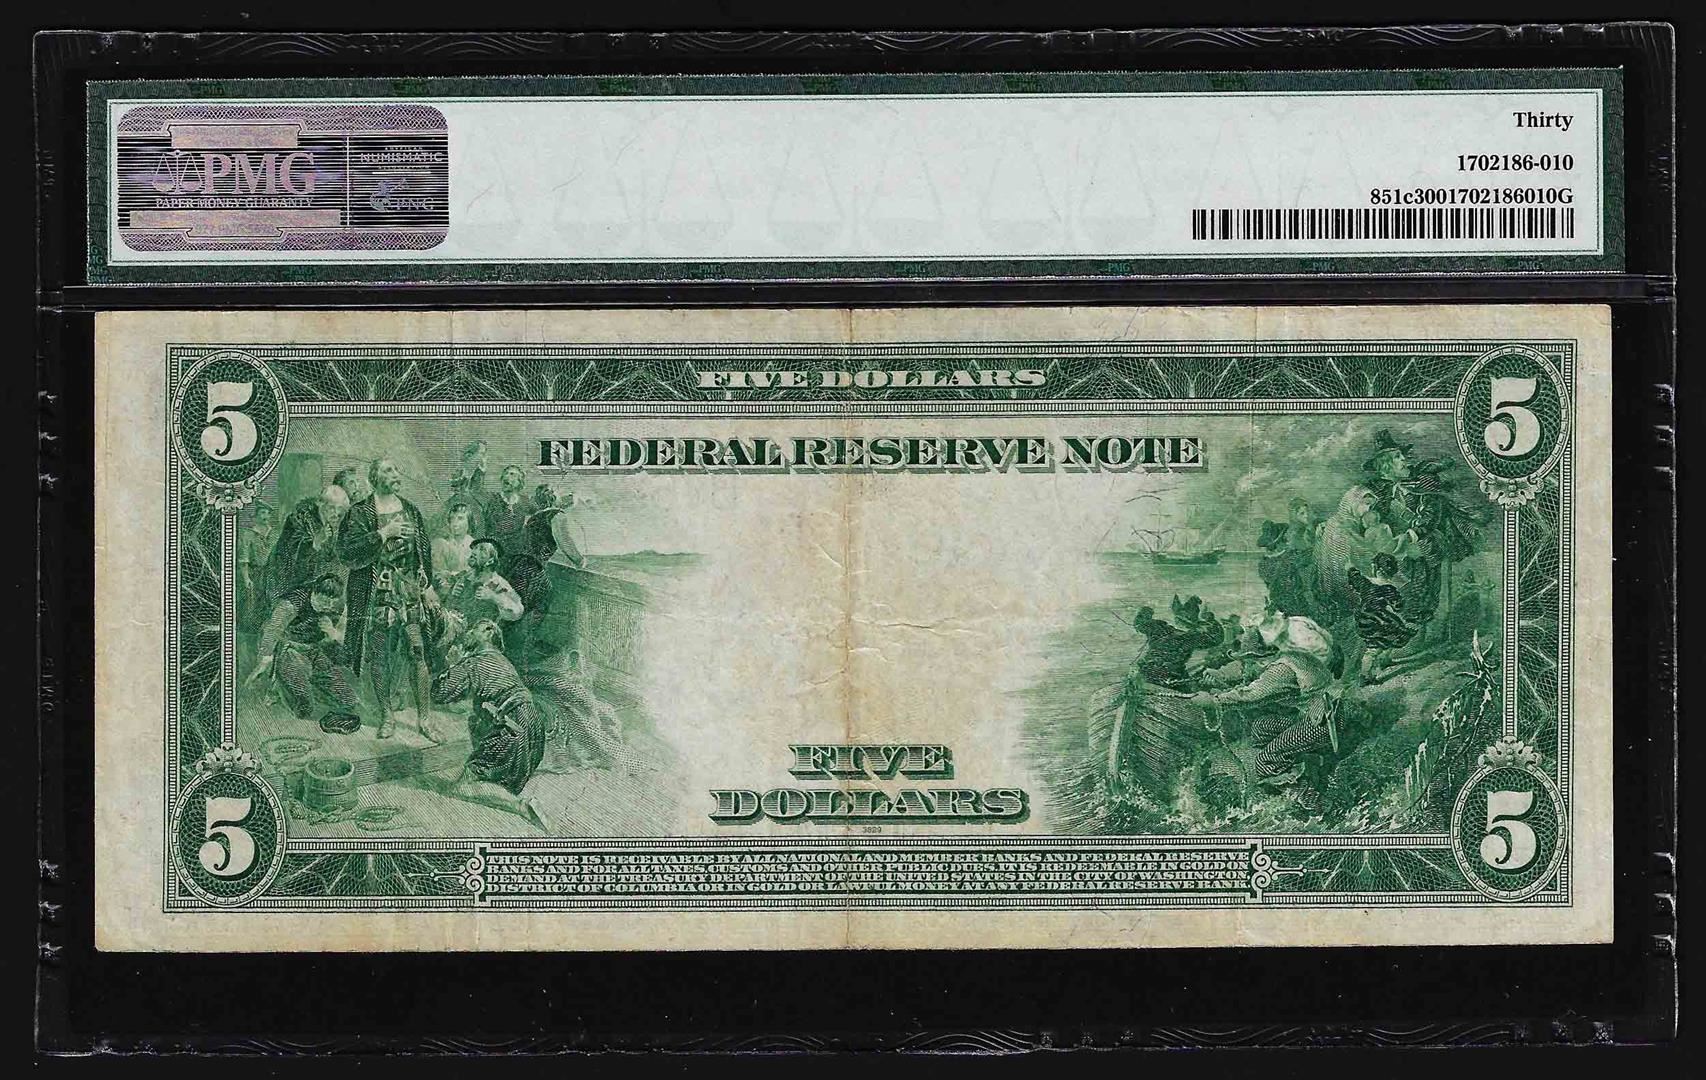 Thirty
1702186-010
851c3001702186010G
PMG
PAPER MONEY GUARANTY
NUMISMATIC
PNG
FIVE DOLLARS
5
5
FEDERAL RESERVE NOTE
FIVE
DOLLARS
3829
5
5
THIS NOTE IS RECEIVABLE BY ALL NATIONAL AND MEMBER BANKS AND FEDERAL RESERVE
BANKS AND FOR ALL TAXES, CUSTOMS AND OTHER PUBLIC DUES. IT IS REDEEMABLE IN GOLD ON
DEMAND AT THE TREASURY DEPARTMENT OF THE UNITED STATES IN THE CITY OF WASHINGTON,
DISTRICT OF COLUMBIA OR IN GOLD OR LAWFUL MONEY AT ANY FEDERAL RESERVE BANK.